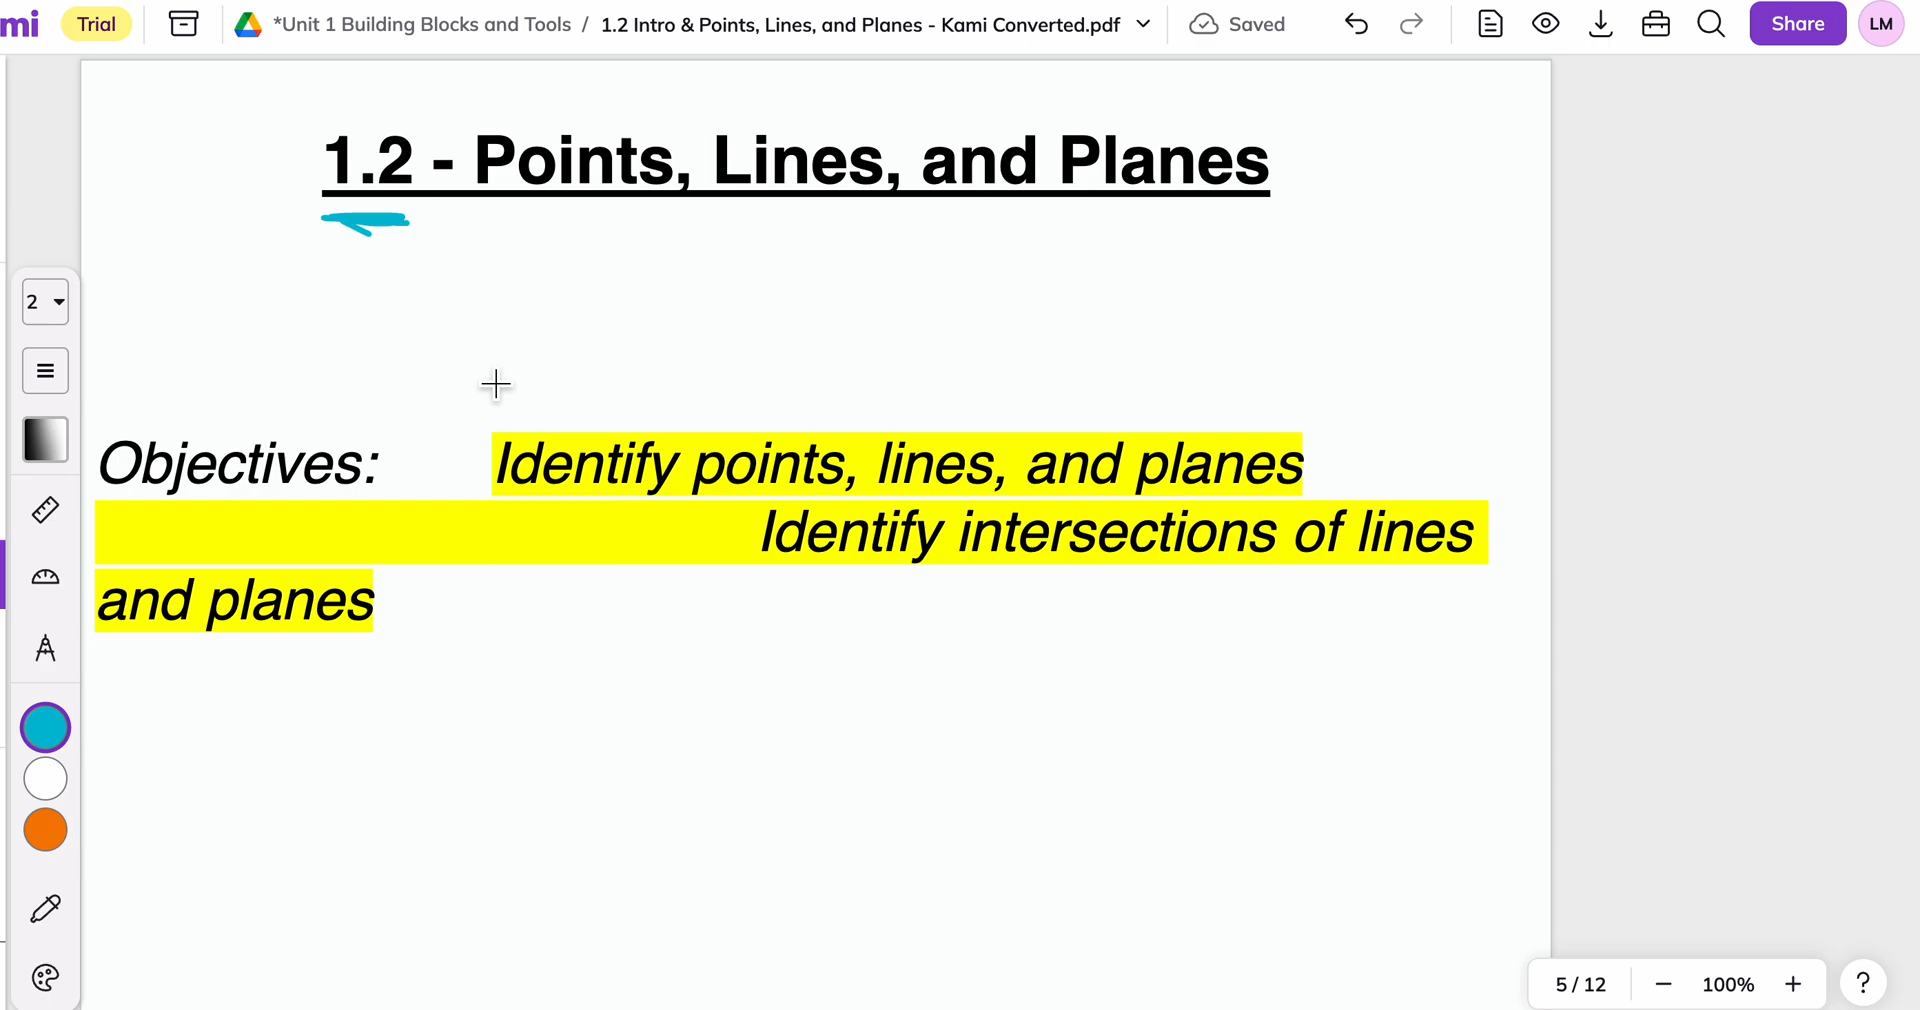 mi Trial *Unit 1 Building Blocks and Tools / 1.2 Intro & Points, Lines, and Planes - Kami Converted.pdf Saved Share LM
1.2 - Points, Lines, and Planes
2
Objectives: Identify points, lines, and planes
Identify intersections of lines
and planes
5 / 12 − 100% + ?